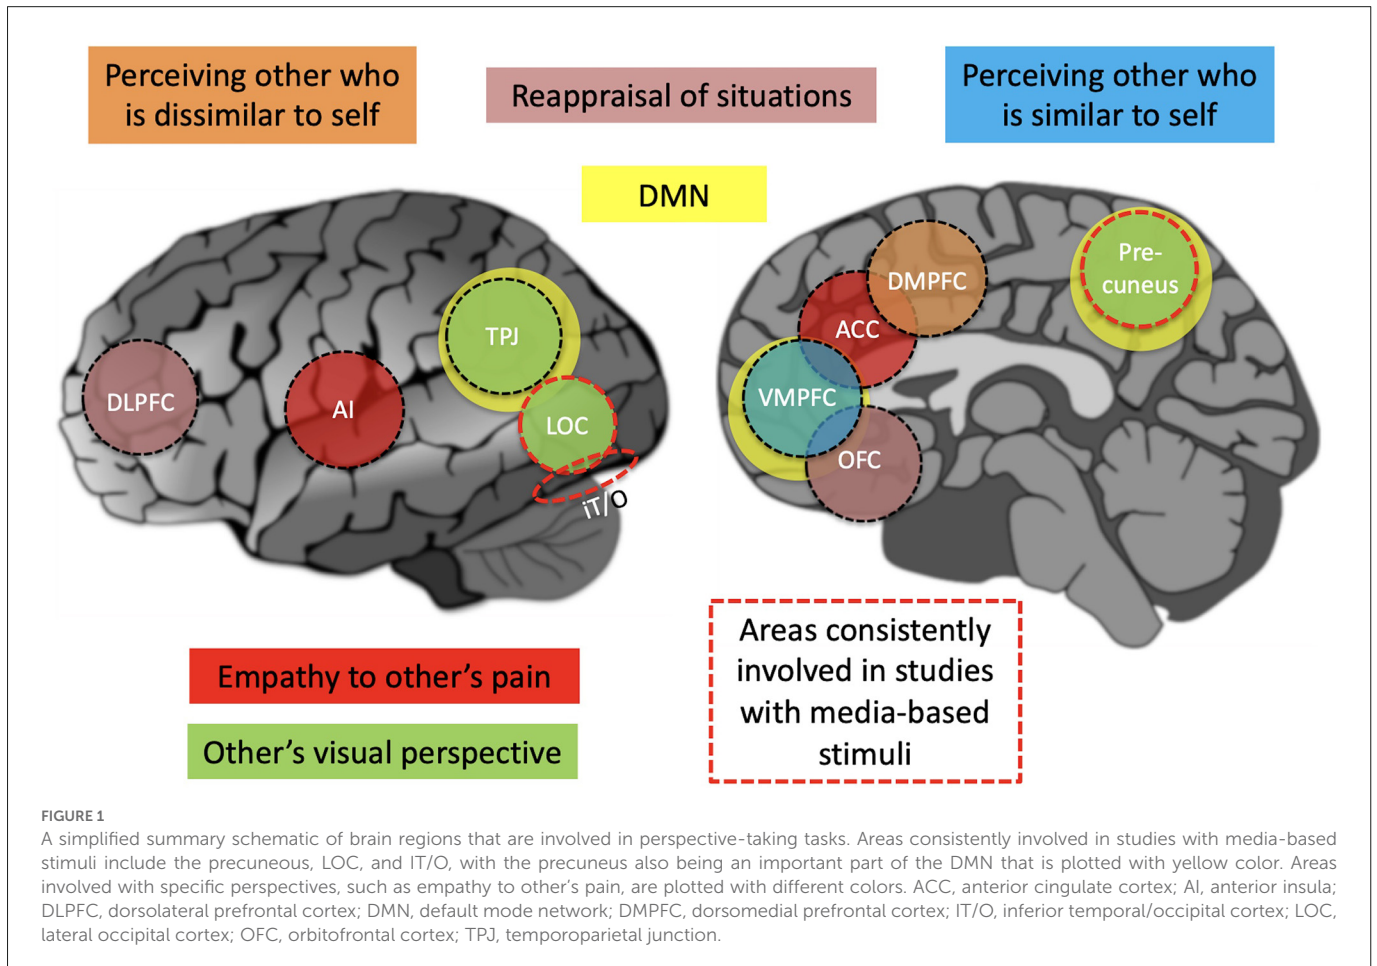 Perceiving other who
is dissimilar to self
Reappraisal of situations
Perceiving other who
is similar to self
DMN
DLPFC
AI
TPJ
LOC
iT/O
DMPFC
ACC
VMPFC
OFC
Pre-
cuneus
Empathy to other’s pain
Other’s visual perspective
Areas consistently
involved in studies
with media-based
stimuli
FIGURE 1
A simplified summary schematic of brain regions that are involved in perspective-taking tasks. Areas consistently involved in studies with media-based
stimuli include the precuneous, LOC, and IT/O, with the precuneus also being an important part of the DMN that is plotted with yellow color. Areas
involved with specific perspectives, such as empathy to other’s pain, are plotted with different colors. ACC, anterior cingulate cortex; AI, anterior insula;
DLPFC, dorsolateral prefrontal cortex; DMN, default mode network; DMPFC, dorsomedial prefrontal cortex; IT/O, inferior temporal/occipital cortex; LOC,
lateral occipital cortex; OFC, orbitofrontal cortex; TPJ, temporoparietal junction.